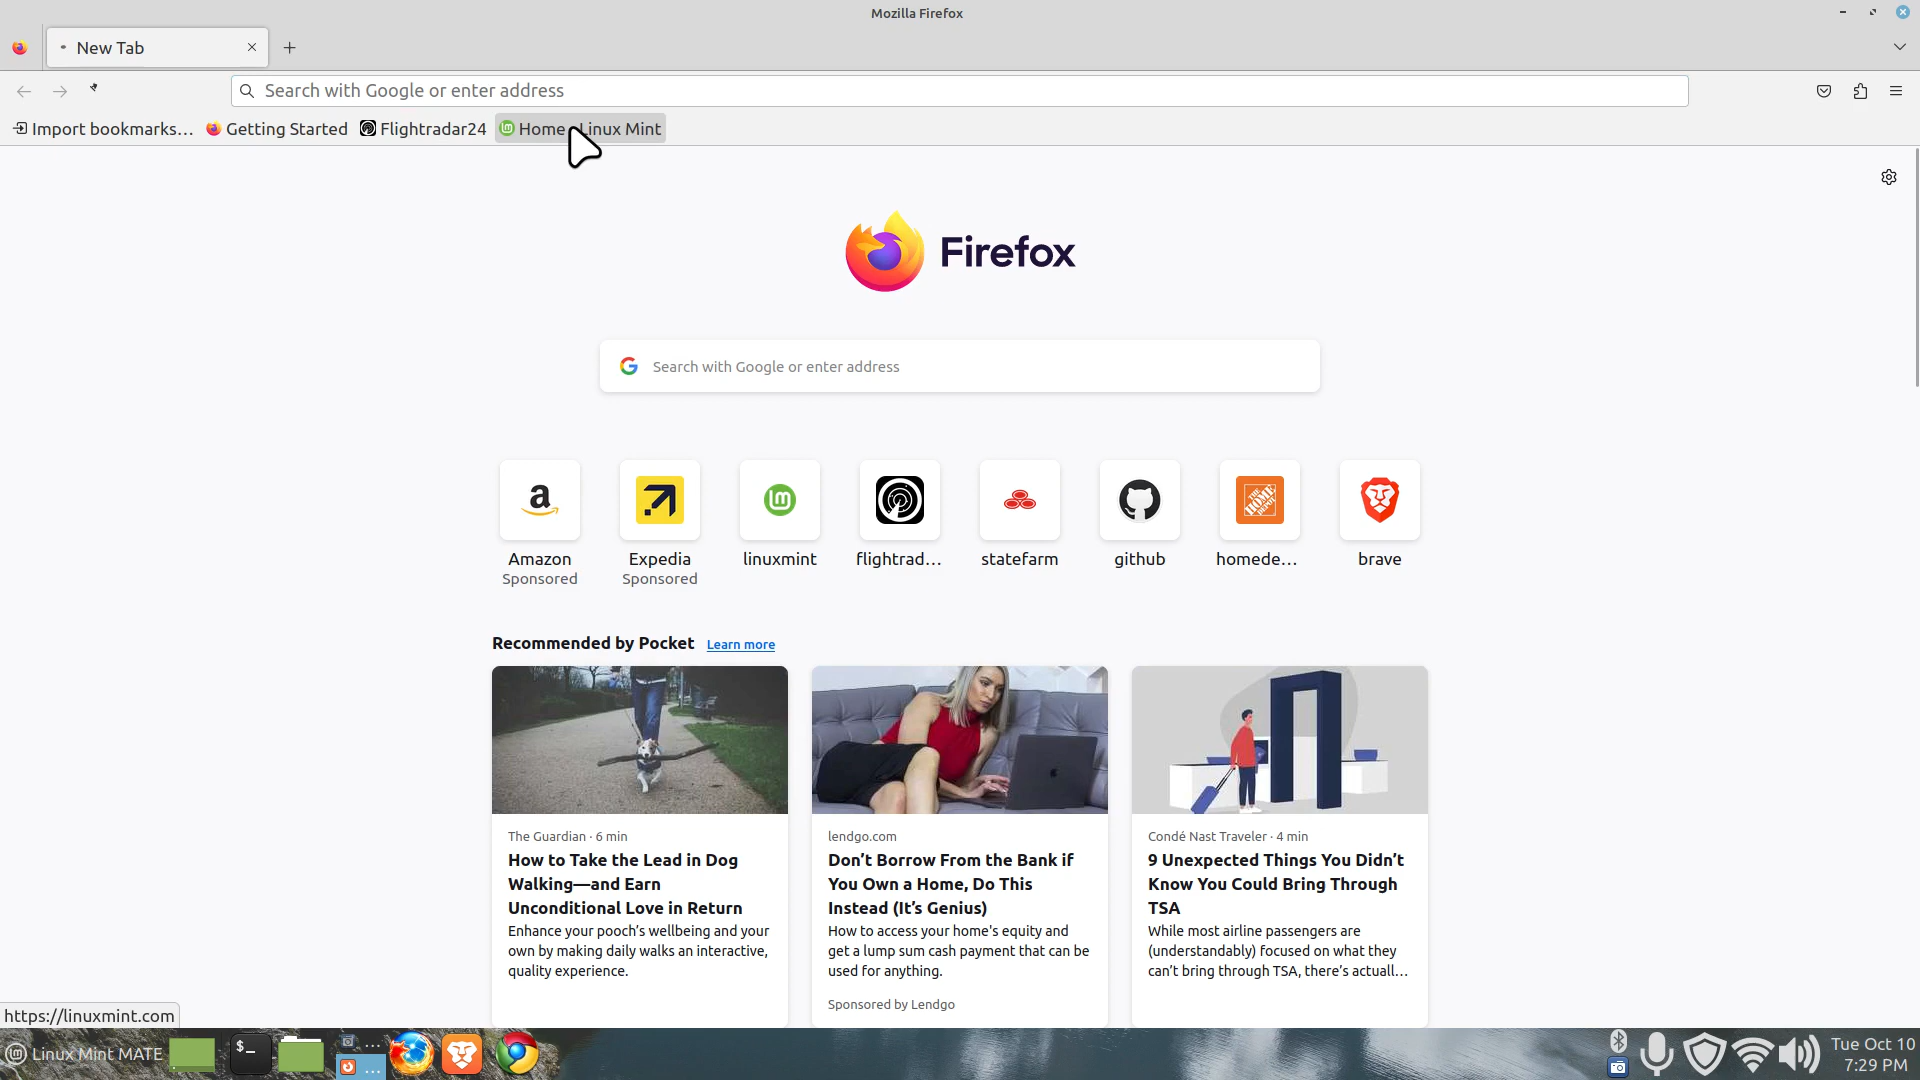 Mozilla Firefox
New Tab
Search with Google or enter address
Import bookmarks... Getting Started Flightradar24 Home - Linux Mint
Firefox
Search with Google or enter address
a
lm
THE HOME DEPOT
Amazon Expedia linuxmint flightrad... statefarm github homede... brave
Sponsored Sponsored
Recommended by Pocket Learn more
The Guardian · 6 min
How to Take the Lead in Dog
Walking—and Earn
Unconditional Love in Return
Enhance your pooch’s wellbeing and your
own by making daily walks an interactive,
quality experience.
lendgo.com
Don’t Borrow From the Bank if
You Own a Home, Do This
Instead (It’s Genius)
How to access your home's equity and
get a lump sum cash payment that can be
used for anything.
Sponsored by Lendgo
Condé Nast Traveler · 4 min
9 Unexpected Things You Didn’t
Know You Could Bring Through
TSA
While most airline passengers are
(understandably) focused on what they
can’t bring through TSA, there’s actuall...
https://linuxmint.com
Linux Mint MATE
$_
...
...
Tue Oct 10
7:29 PM